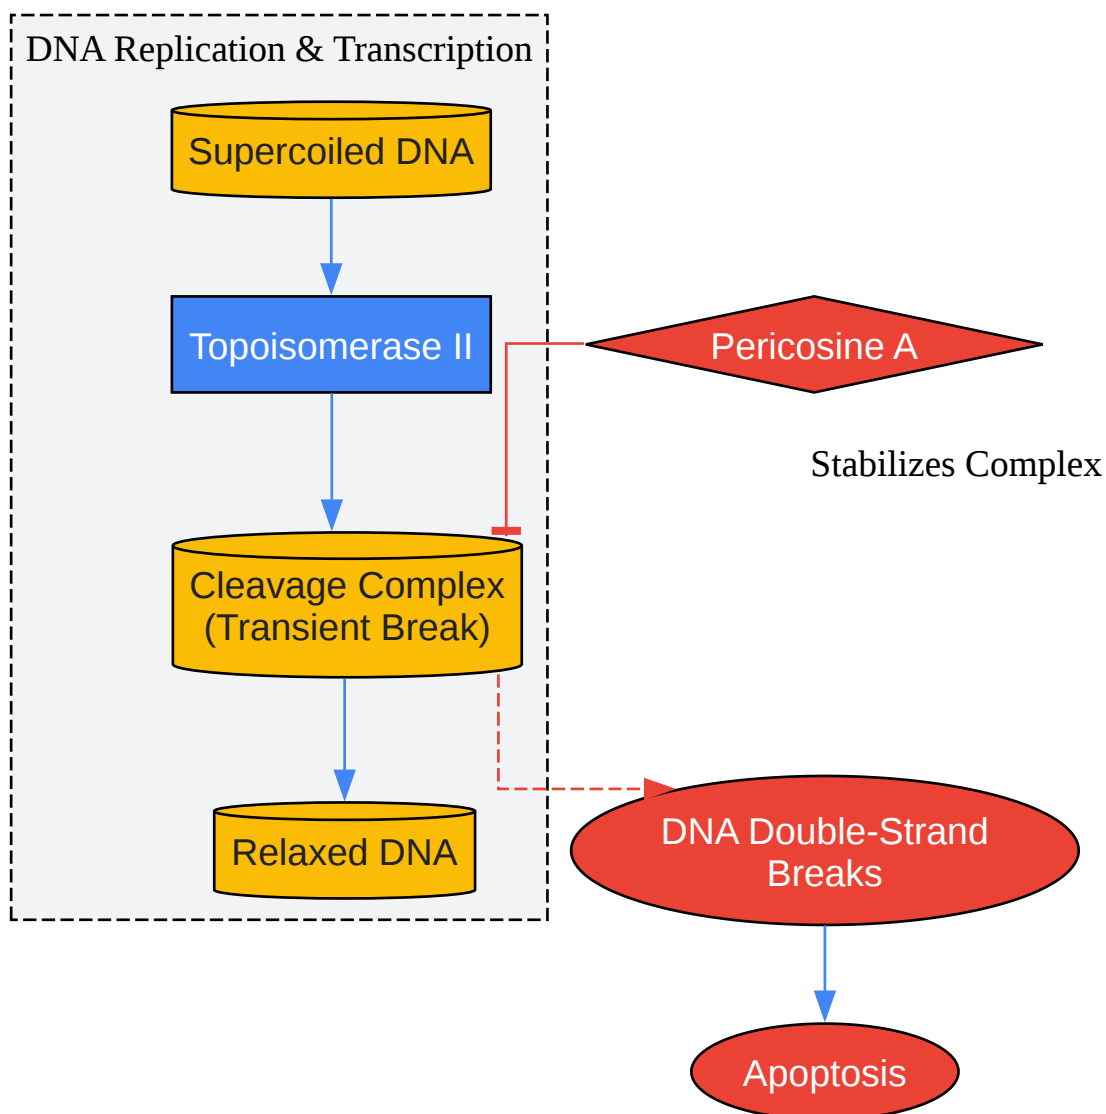 DNA Replication & Transcription
Supercoiled DNA
Topoisomerase II
Pericosine A
Stabilizes Complex
Cleavage Complex
(Transient Break)
Relaxed DNA
DNA Double-Strand
Breaks
Apoptosis